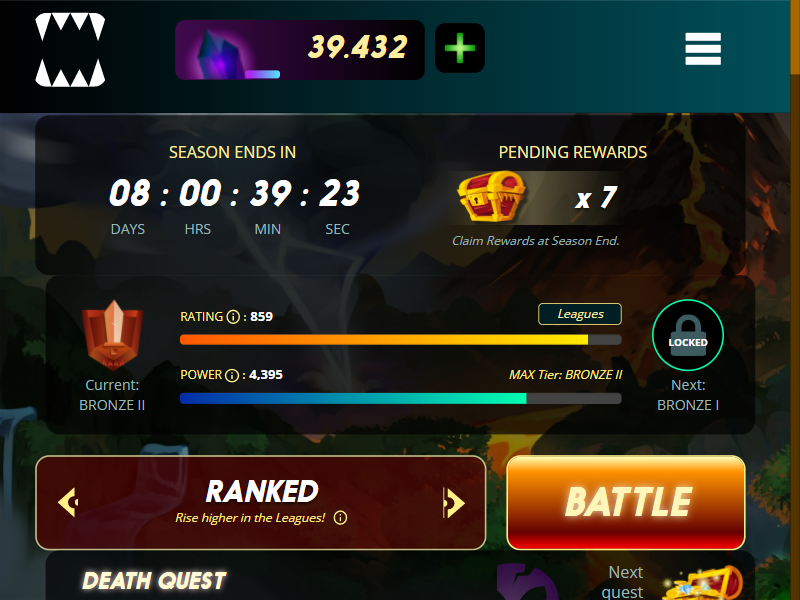 39.432
SEASON ENDS IN
08 : 00 : 39 : 23
DAYS HRS MIN SEC
PENDING REWARDS
x 7
Claim Rewards at Season End.
Current:
BRONZE II
RATING i : 859
Leagues
POWER i : 4,395
MAX Tier: BRONZE II
LOCKED
Next:
BRONZE I
RANKED
Rise higher in the Leagues! i
BATTLE
DEATH QUEST
Next
quest